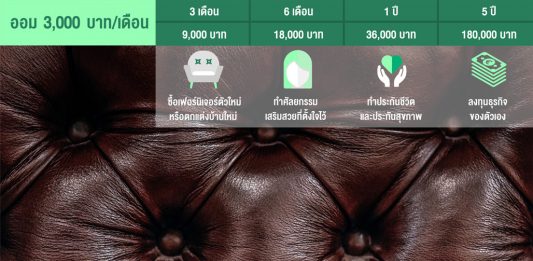 ออม 3,000 บาท/เดือน
3 เดือน 6 เดือน 1 ปี 5 ปี
9,000 บาท 18,000 บาท 36,000 บาท 180,000 บาท
ซื้อเฟอร์นิเจอร์ตัวใหม่
หรือตกแต่งบ้านใหม่
ทำศัลยกรรม
เสริมสวยที่ตั้งใจไว้
ทำประกันชีวิต
และประกันสุขภาพ
ลงทุนธุรกิจ
ของตัวเอง